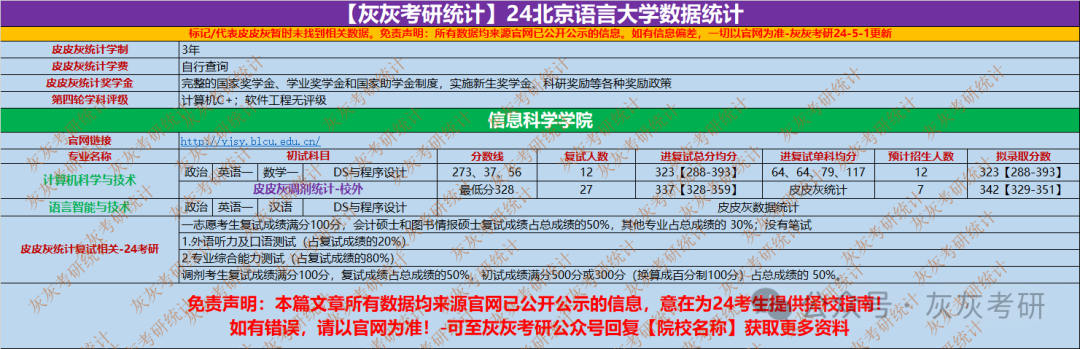 【灰灰考研统计】24北京语言大学数据统计
标记/代表皮皮灰暂时未找到相关数据。免责声明：所有数据均来源官网已公开公示的信息。如有信息偏差，一切以官网为准-灰灰考研24-5-1更新
皮皮灰统计学制 3年
皮皮灰统计学费 自行查询
皮皮灰统计奖学金 完整的国家奖学金、学业奖学金和国家助学金制度，实施新生奖学金、科研奖励等各种奖励政策
第四轮学科评级 计算机C+；软件工程无评级
信息科学学院
官网链接 http://yjsy.blcu.edu.cn/
专业名称 初试科目 分数线 复试人数 进复试总分均分 进复试单科均分 预计招生人数 拟录取分数
计算机科学与技术 政治 英语一 数学一 DS与程序设计 273、37、56 12 323【288-393】 64、64、79、117 12 323【288-393】
皮皮灰调剂统计-校外 最低分328 27 337【328-359】 皮皮灰统计 7 342【329-351】
语言智能与技术 政治 英语一 汉语 DS与程序设计 皮皮灰数据统计
皮皮灰统计复试相关-24考研
一志愿考生复试成绩满分100分，会计硕士和图书情报硕士复试成绩占总成绩的50%，其他专业占总成绩的 30%；没有笔试
1.外语听力及口语测试（占复试成绩的20%）
2.专业综合能力测试（占复试成绩的80%）
调剂考生复试成绩满分100分，复试成绩占总成绩的50%，初试成绩满分500分或300分（换算成百分制100分）占总成绩的 50%。
免责声明：本篇文章所有数据均来源官网已公开公示的信息，意在为24考生提供择校指南！
如有错误，请以官网为准！-可至灰灰考研公众号回复【院校名称】获取更多资料
公众号 · 灰灰考研
灰灰考研统计